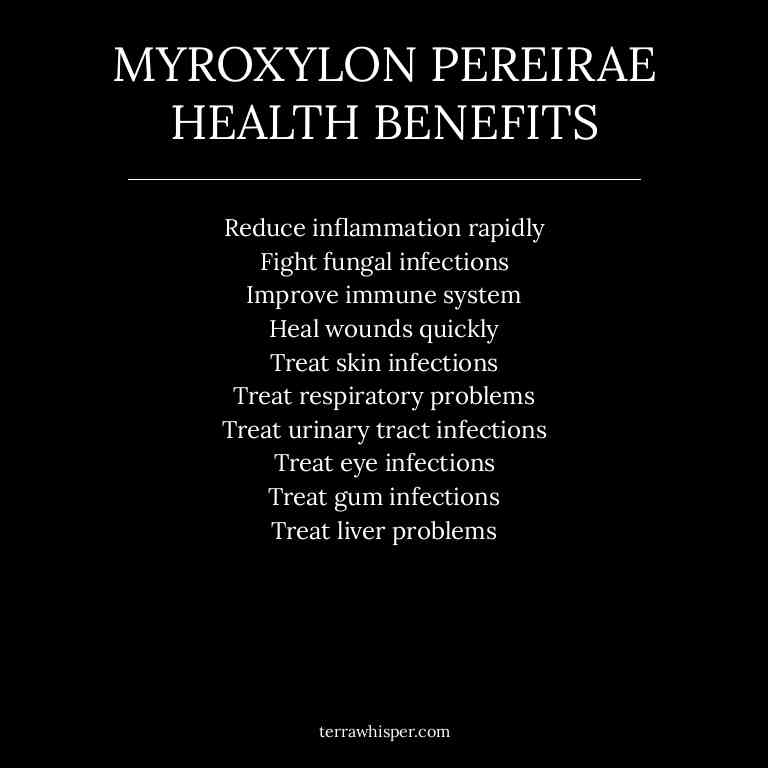 MYROXYLON PEREIRAE
HEALTH BENEFITS
Reduce inflammation rapidly
Fight fungal infections
Improve immune system
Heal wounds quickly
Treat skin infections
Treat respiratory problems
Treat urinary tract infections
Treat eye infections
Treat gum infections
Treat liver problems
terrawhisper.com